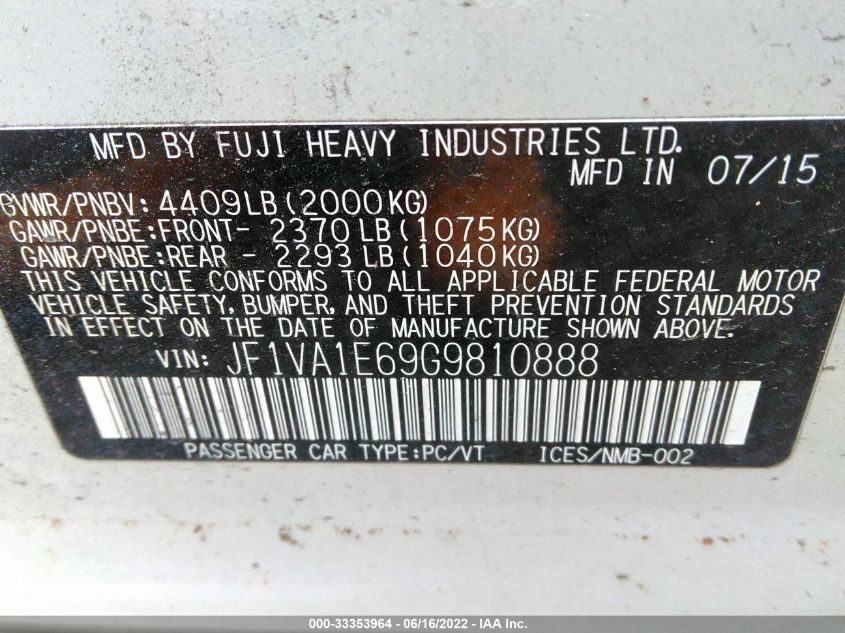 MFD BY FUJI HEAVY INDUSTRIES LTD.
MFD IN 07/15
GVWR/PNBV: 4409LB(2000KG)
GAWR/PNBE:FRONT- 2370LB(1075KG)
GAWR/PNBE:REAR - 2293LB(1040KG)
THIS VEHICLE CONFORMS TO ALL APPLICABLE FEDERAL MOTOR
VEHICLE SAFETY, BUMPER, AND THEFT PREVENTION STANDARDS
IN EFFECT ON THE DATE OF MANUFACTURE SHOWN ABOVE.
VIN: JF1VA1E69G9810888
PASSENGER CAR TYPE:PC/VT ICES/NMB-002
000-33353964 - 06/16/2022 - IAA Inc.